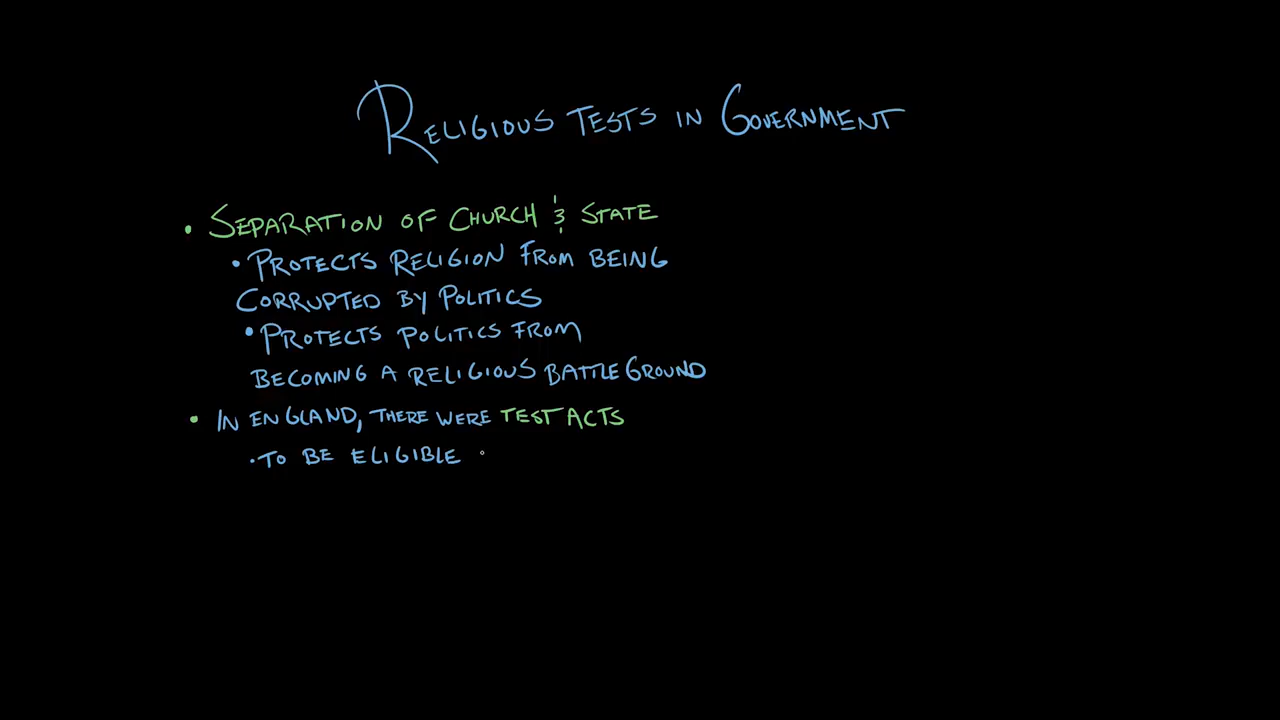 RELIGIOUS TESTS IN GOVERNMENT
• SEPARATION OF CHURCH & STATE
• PROTECTS RELIGION FROM BEING
CORRUPTED BY POLITICS
• PROTECTS POLITICS FROM
BECOMING A RELIGIOUS BATTLEGROUND
• IN ENGLAND, THERE WERE TEST ACTS
• TO BE ELIGIBLE